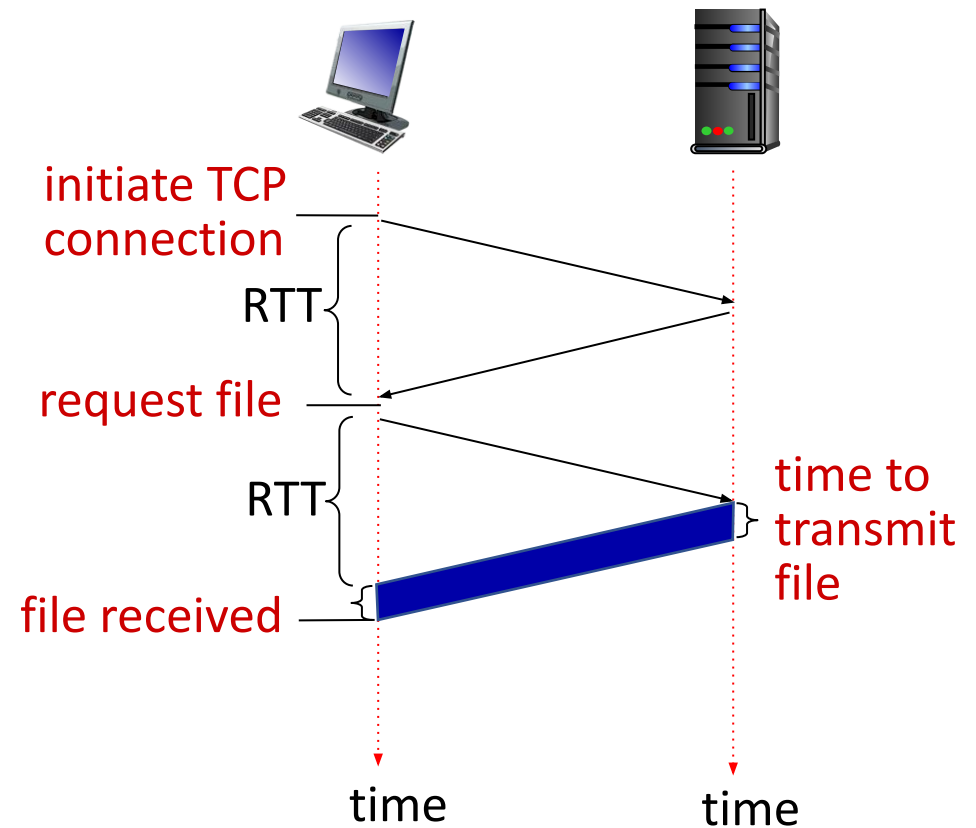 initiate TCP
connection
RTT
request file
RTT
time to
transmit
file
file received
time
time